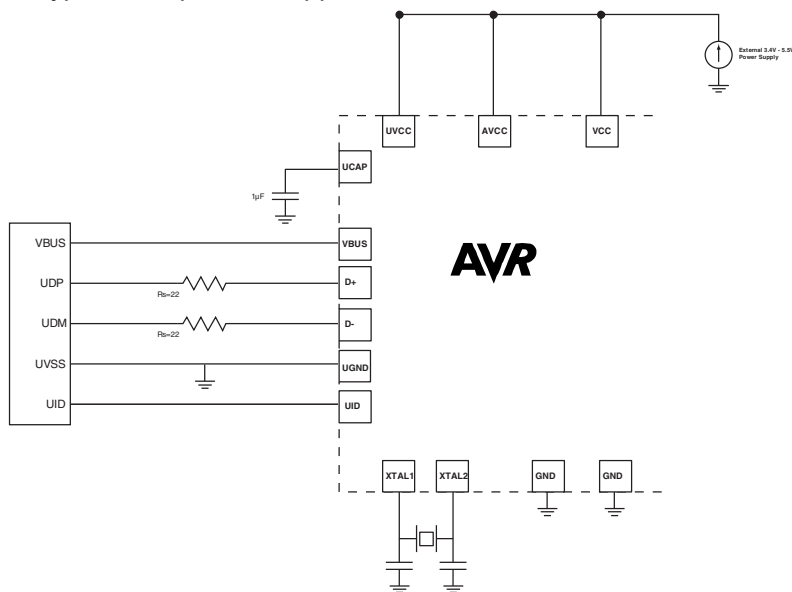 External 3.4V - 5.5V
Power Supply
UVCC
AVCC
VCC
UCAP
1µF
VBUS
VBUS
AVR
UDP
Rs=22
D+
UDM
Rs=22
D-
UVSS
UGND
UID
UID
XTAL1
XTAL2
GND
GND